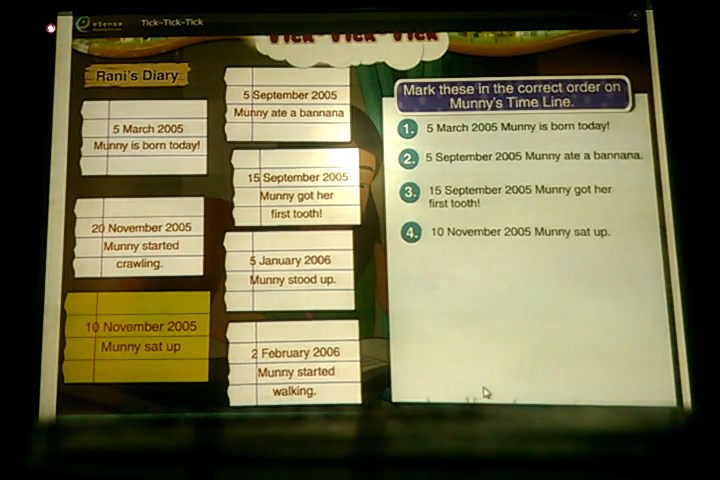 eSense
Tick-Tick-Tick
Tick-Tick-Tick
Rani's Diary
5 March 2005
Munny is born today!
20 November 2005
Munny started
crawling.
10 November 2005
Munny sat up
5 September 2005
Munny ate a bannana
15 September 2005
Munny got her
first tooth!
5 January 2006
Munny stood up.
2 February 2006
Munny started
walking.
Mark these in the correct order on
Munny's Time Line.
1. 5 March 2005 Munny is born today!
2. 5 September 2005 Munny ate a bannana.
3. 15 September 2005 Munny got her
first tooth!
4. 10 November 2005 Munny sat up.